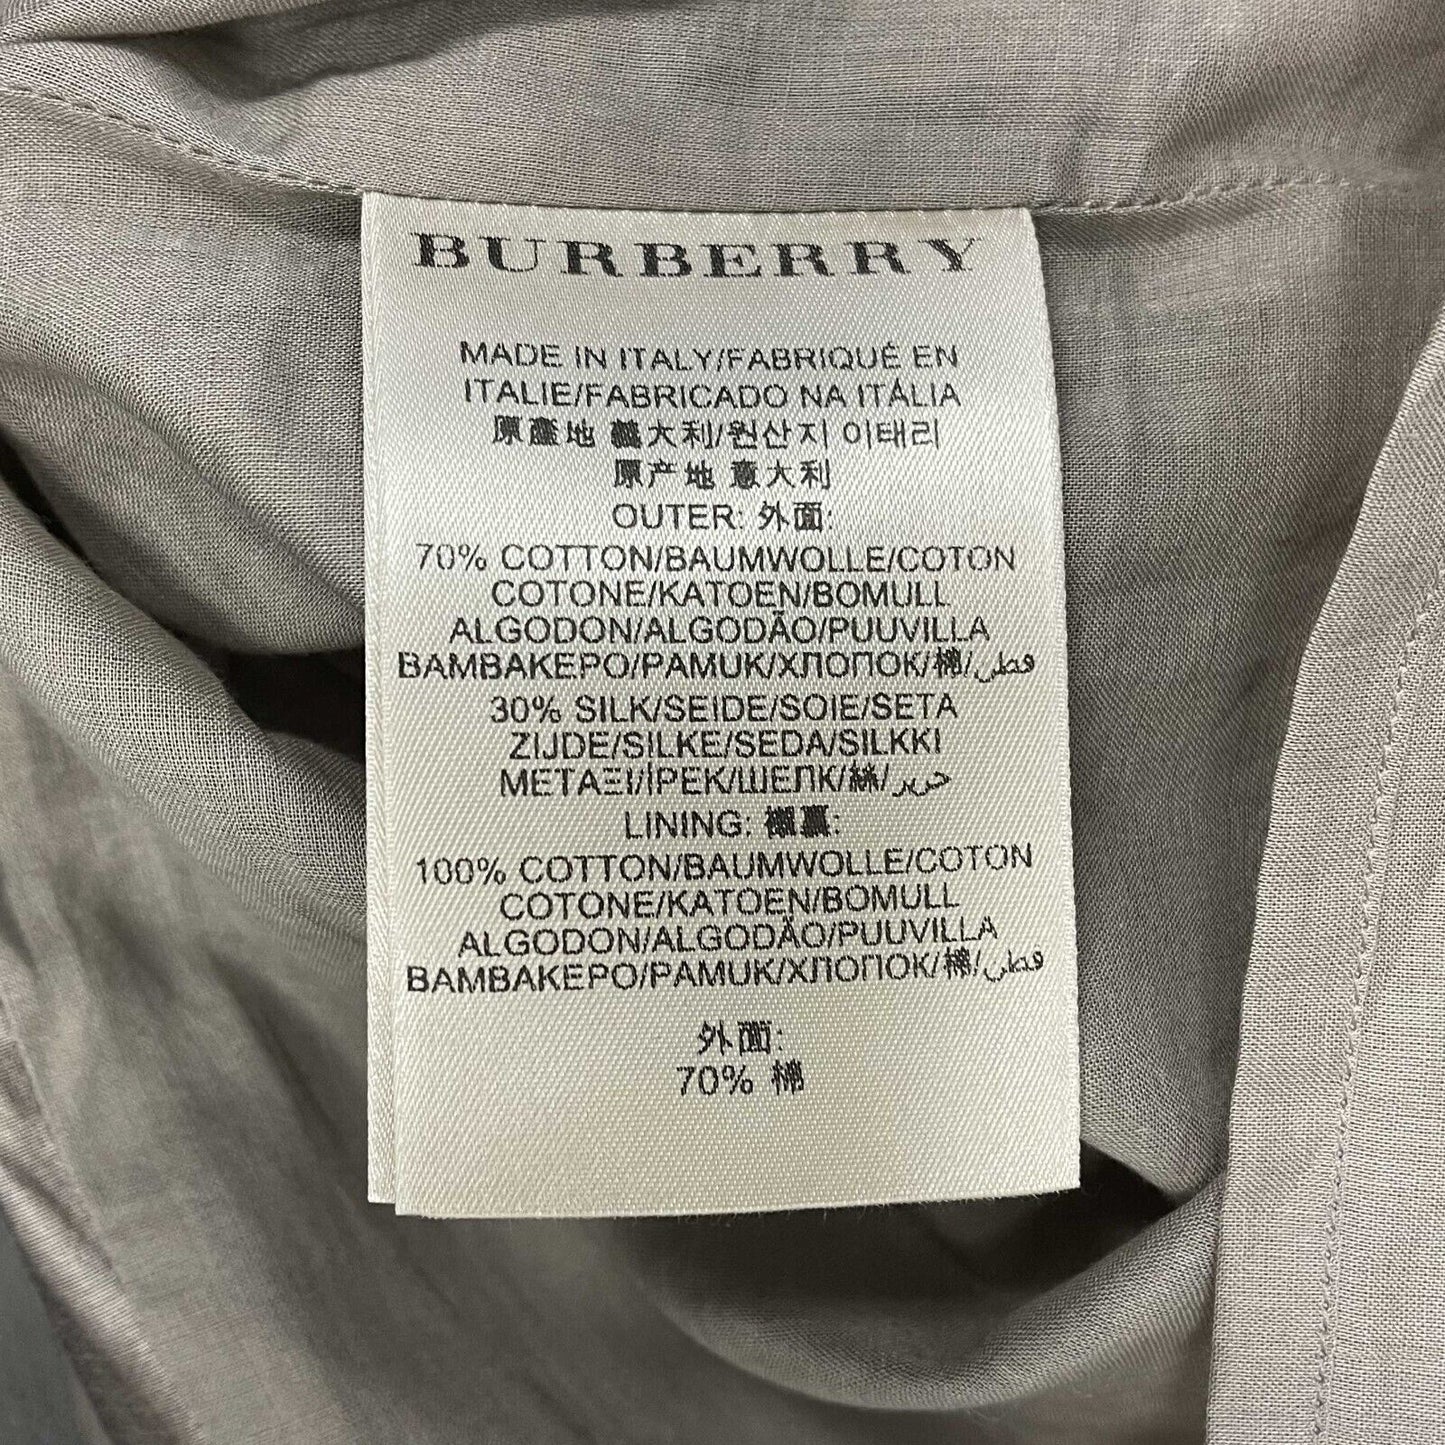 BURBERRY
MADE IN ITALY/FABRIQUÉ EN
ITALIE/FABRICADO NA ITÁLIA
原產地 義大利/원산지 이태리
原产地 意大利
OUTER: 外面:
70% COTTON/BAUMWOLLE/COTON
COTONE/KATOEN/BOMULL
ALGODON/ALGODÃO/PUUVILLA
ΒΑΜΒΑΚΕΡΟ/PAMUK/ХЛОПОК/棉/قطن
30% SILK/SEIDE/SOIE/SETA
ZIJDE/SILKE/SEDA/SILKKI
ΜΕΤΑΞΙ/İPEK/ШЕЛК/絲/حرير
LINING: 襯裏:
100% COTTON/BAUMWOLLE/COTON
COTONE/KATOEN/BOMULL
ALGODON/ALGODÃO/PUUVILLA
ΒΑΜΒΑΚΕΡΟ/PAMUK/ХЛОПОК/棉/قطن
外面:
70% 棉